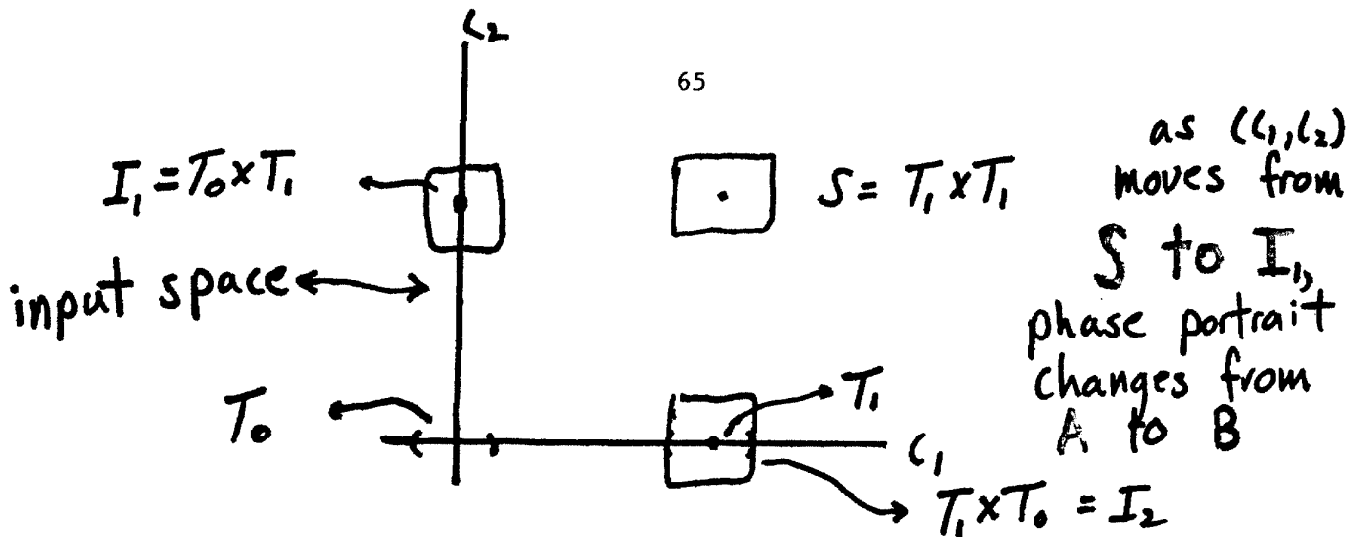 C₂
65
I₁ = T₀ × T₁
S = T₁ × T₁
as (C₁, C₂)
moves from
S to I₁,
phase portrait
changes from
A to B
input space
T₀
T₁
C₁
T₁ × T₀ = I₂